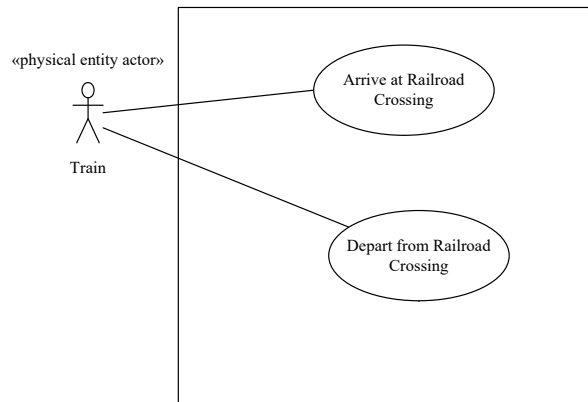 «physical entity actor»
Train
Arrive at Railroad
Crossing
Depart from Railroad
Crossing